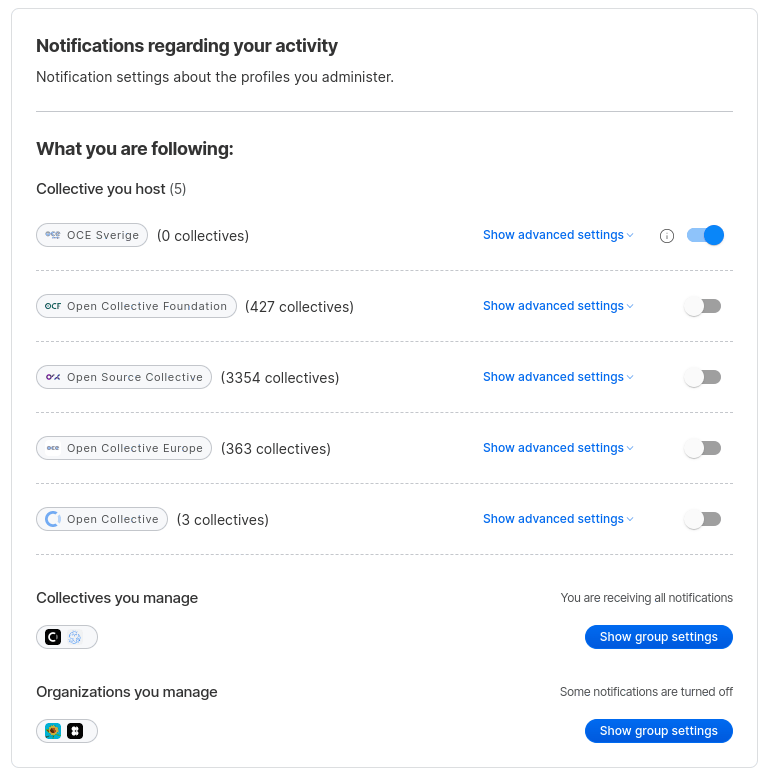 Notifications regarding your activity
Notification settings about the profiles you administer.
What you are following:
Collective you host (5)
oce OCE Sverige (0 collectives) Show advanced settings
OCF Open Collective Foundation (427 collectives) Show advanced settings
Open Source Collective (3354 collectives) Show advanced settings
oce Open Collective Europe (363 collectives) Show advanced settings
Open Collective (3 collectives) Show advanced settings
Collectives you manage You are receiving all notifications
Show group settings
Organizations you manage Some notifications are turned off
Show group settings